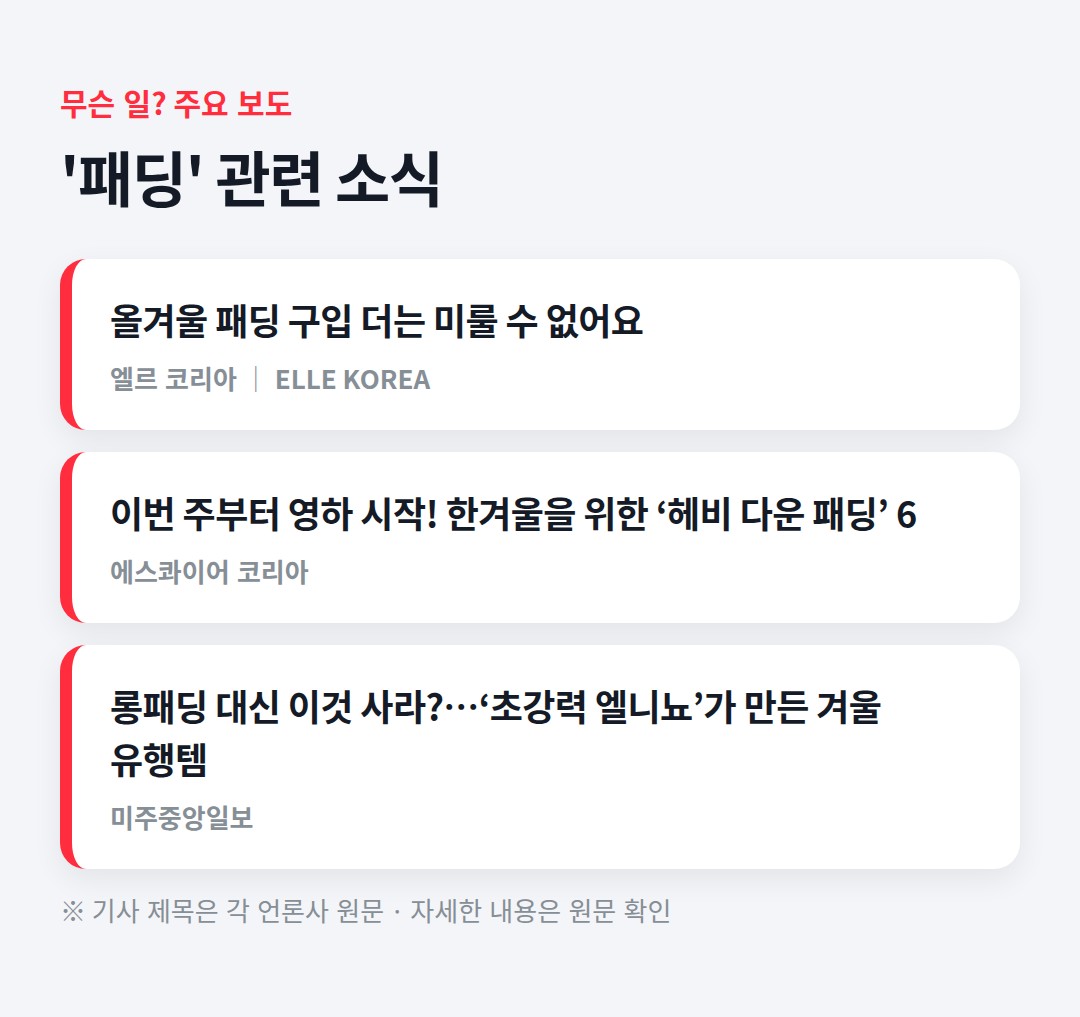 무슨 일? 주요 보도
'패딩' 관련 소식
올겨울 패딩 구입 더는 미룰 수 없어요
엘르 코리아 │ ELLE KOREA
이번 주부터 영하 시작! 한겨울을 위한 ‘헤비 다운 패딩’ 6
에스콰이어 코리아
롱패딩 대신 이것 사라?…‘초강력 엘니뇨’가 만든 겨울
유행템
미주중앙일보
※ 기사 제목은 각 언론사 원문 · 자세한 내용은 원문 확인